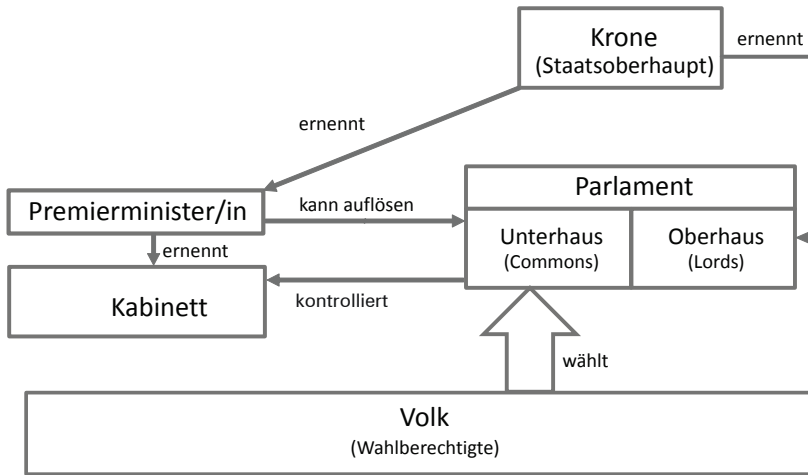 Krone
(Staatsoberhaupt)
ernennt
ernennt
Premierminister/in
kann auflösen
Parlament
Unterhaus
(Commons)
Oberhaus
(Lords)
ernennt
Kabinett
kontrolliert
wählt
Volk
(Wahlberechtigte)